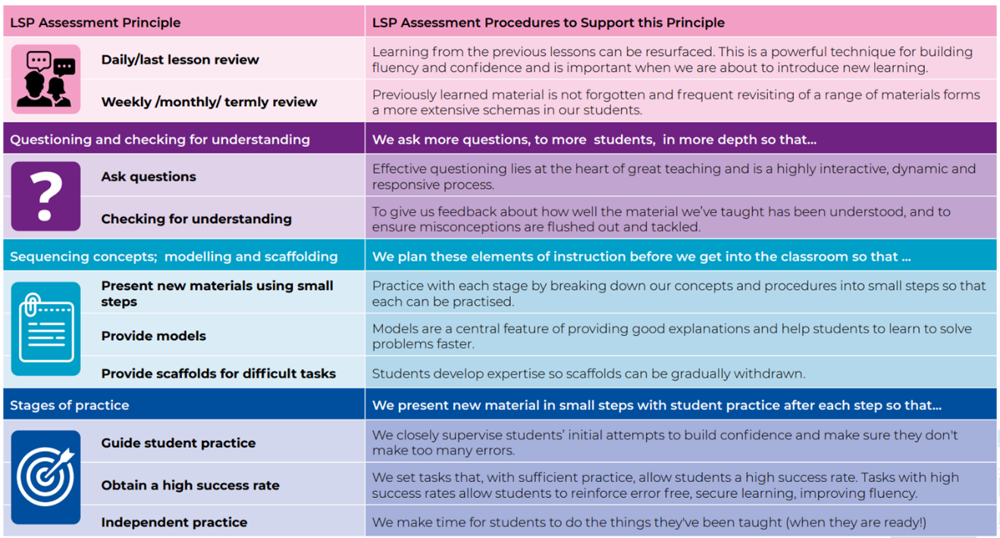 LSP Assessment Principle
LSP Assessment Procedures to Support this Principle
Daily/last lesson review
Learning from the previous lessons can be resurfaced. This is a powerful technique for building
fluency and confidence and is important when we are about to introduce new learning.
Weekly /monthly/ termly review
Previously learned material is not forgotten and frequent revisiting of a range of materials forms
a more extensive schemas in our students.
Questioning and checking for understanding
We ask more questions, to more students, in more depth so that...
?
Ask questions
Effective questioning lies at the heart of great teaching and is a highly interactive, dynamic and
responsive process.
Checking for understanding
To give us feedback about how well the material we've taught has been understood, and to
ensure misconceptions are flushed out and tackled.
Sequencing concepts; modelling and scaffolding
We plan these elements of instruction before we get into the classroom so that ...
Present new materials using small
steps
Practice with each stage by breaking down our concepts and procedures into small steps so that
each can be practised.
Provide models
Models are a central feature of providing good explanations and help students to learn to solve
problems faster.
Provide scaffolds for difficult tasks
Students develop expertise so scaffolds can be gradually withdrawn.
Stages of practice
We present new material in small steps with student practice after each step so that...
Guide student practice
We closely supervise students' initial attempts to build confidence and make sure they don't
make too many errors.
Obtain a high success rate
We set tasks that, with sufficient practice, allow students a high success rate. Tasks with high
success rates allow students to reinforce error free, secure learning, improving fluency.
Independent practice
We make time for students to do the things they've been taught (when they are ready!)